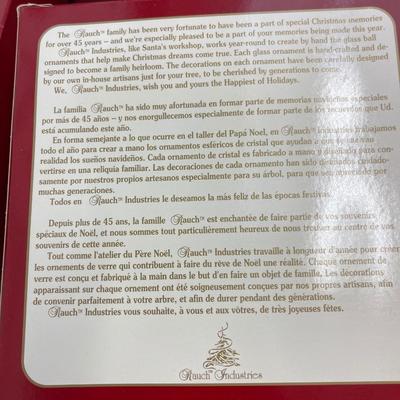 The Rauch™ family has been very fortunate to have been a part of special Christmas memories
for over 45 years – and we're especially pleased to be a part of your memories being made this year.
Rauch™ Industries, like Santa's workshop, works year-round to create by hand the glass ball
ornaments that help make Christmas dreams come true. Each glass ornament is hand-crafted and de-
signed to become a family heirloom. The decorations on each ornament have been carefully designed
by our own in-house artisans just for your tree, to be cherished by generations to come.
We, Rauch™ Industries, wish you and yours the Happiest of Holidays.
La familia Rauch™ ha sido muy afortunada en formar parte de memorias navideñas especiales
por más de 45 años – y nos enorgullecemos especialmente de formar parte de los recuerdos que Ud.
está acumulando este año.
En forma semejante a lo que ocurre en el taller del Papá Noel, en Rauch™ Industries trabajamos
todo el año para crear a mano los ornamentos esféricos de cristal que ayudan a que se vuelvan
realidad los sueños navideños. Cada ornamento de cristal es fabricado a mano y diseñado para con-
vertirse en una reliquia familiar. Las decoraciones de cada ornamento han sido diseñados cuidado-
samente por nuestros propios artesanos especialmente para su árbol, para que sea apreciado por
muchas generaciones.
Todos en Rauch™ Industries le deseamos la más feliz de las épocas festivas.
Depuis plus de 45 ans, la famille Rauch™ est enchantée de faire partie de vos souvenirs
spéciaux de Noël, et nous sommes tout particulièrement heureux de nous trouver au centre de vos
souvenirs de cette année.
Tout comme l'atelier du Père Noël, Rauch™ Industries travaille à longueur d'année pour créer
les ornements de verre qui contribuent à faire du rêve de Noël une réalité. Chaque ornement de
verre est conçu et fabriqué à la main dans le but d'en faire un objet de famille. Les décorations
apparaissant sur chaque ornement ont été soigneusement conçues par nos propres artisans, afin
de convenir parfaitement à votre arbre, et afin de durer pendant des générations.
Rauch™ Industries vous souhaite, à vous et aux vôtres, de très joyeuses fêtes.
Rauch™ Industries